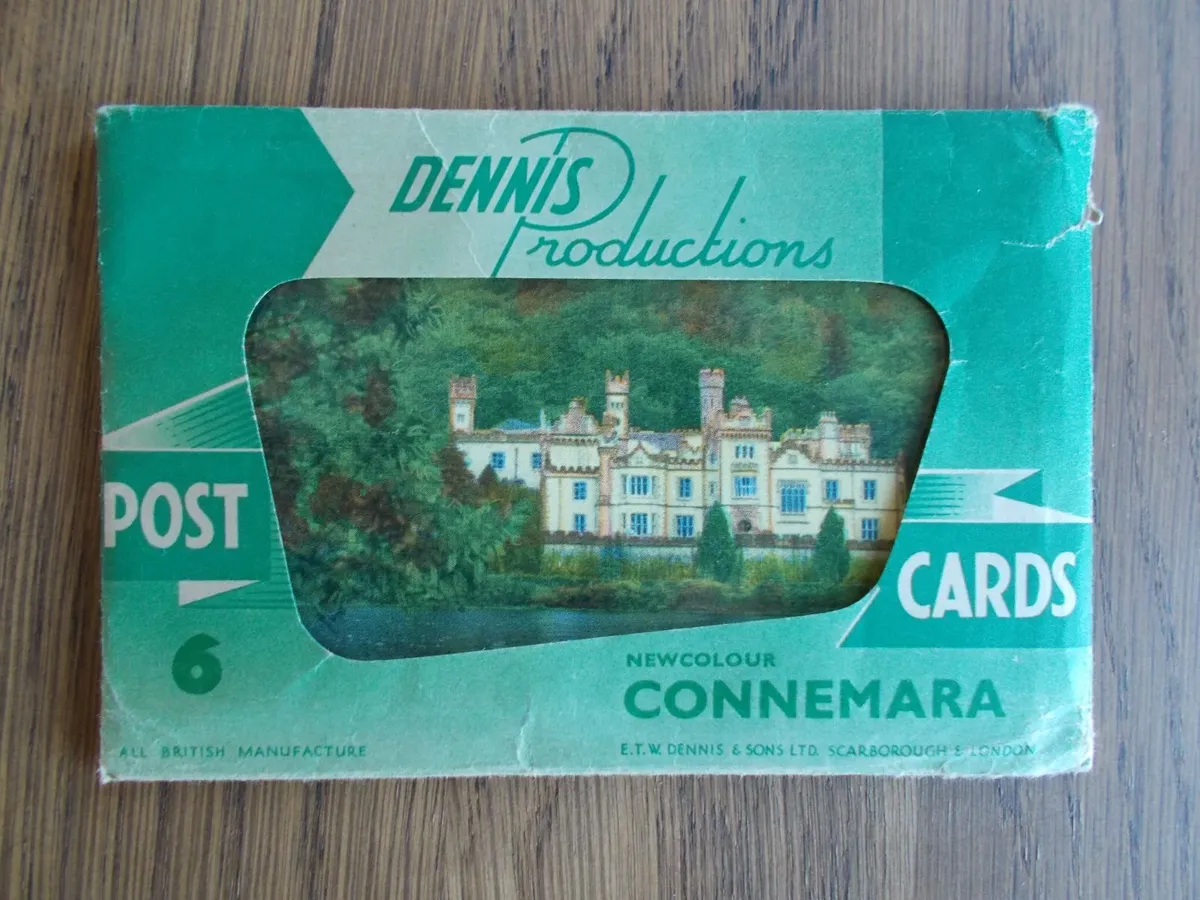 DENNIS
Productions
POST
CARDS
6
NEWCOLOUR
CONNEMARA
ALL BRITISH MANUFACTURE
E.T.W. DENNIS & SONS LTD. SCARBOROUGH & LONDON